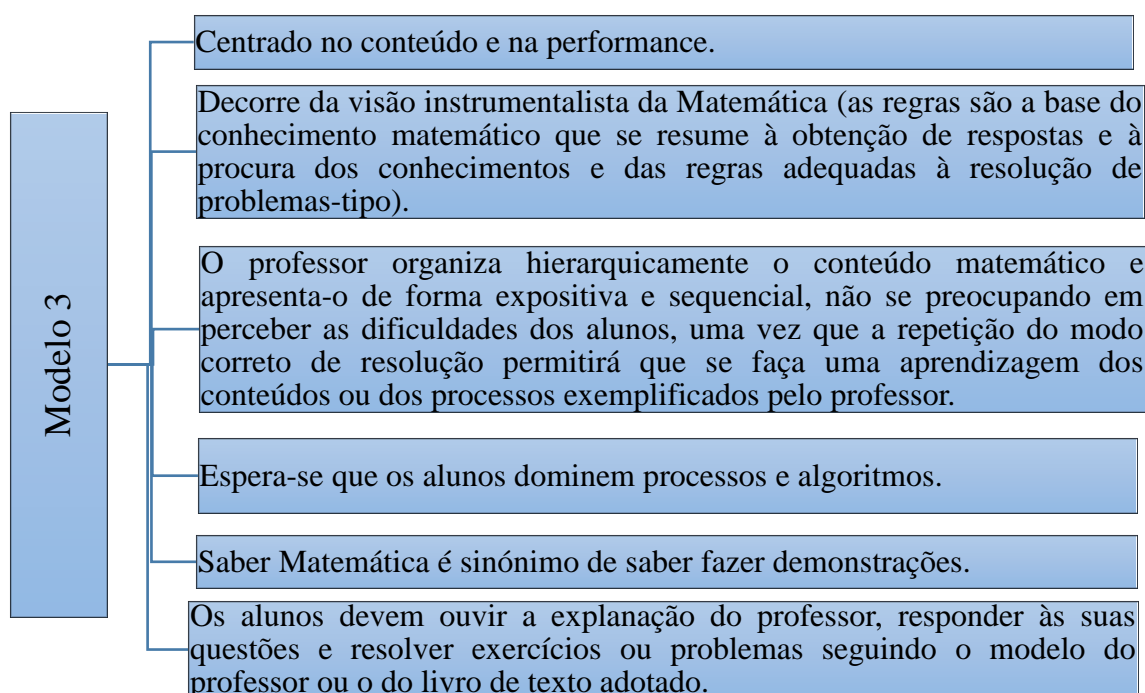 Modelo 3
Centrado no conteúdo e na performance.
Decorre da visão instrumentalista da Matemática (as regras são a base do
conhecimento matemático que se resume à obtenção de respostas e à
procura dos conhecimentos e das regras adequadas à resolução de
problemas-tipo).
O professor organiza hierarquicamente o conteúdo matemático e
apresenta-o de forma expositiva e sequencial, não se preocupando em
perceber as dificuldades dos alunos, uma vez que a repetição do modo
correto de resolução permitirá que se faça uma aprendizagem dos
conteúdos ou dos processos exemplificados pelo professor.
Espera-se que os alunos dominem processos e algoritmos.
Saber Matemática é sinónimo de saber fazer demonstrações.
Os alunos devem ouvir a explanação do professor, responder às suas
questões e resolver exercícios ou problemas seguindo o modelo do
professor ou o do livro de texto adotado.